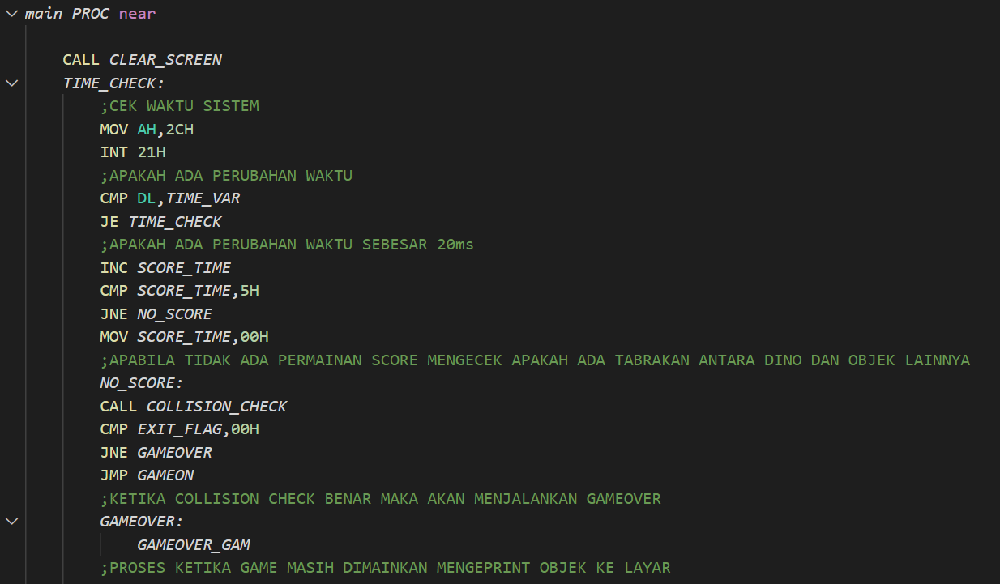 main PROC near
CALL CLEAR_SCREEN
TIME_CHECK:
;CEK WAKTU SISTEM
MOV AH,2CH
INT 21H
;APAKAH ADA PERUBAHAN WAKTU
CMP DL,TIME_VAR
JE TIME_CHECK
;APAKAH ADA PERUBAHAN WAKTU SEBESAR 20ms
INC SCORE_TIME
CMP SCORE_TIME,5H
JNE NO_SCORE
MOV SCORE_TIME,00H
;APABILA TIDAK ADA PERMAINAN SCORE MENGECEK APAKAH ADA TABRAKAN ANTARA DINO DAN OBJEK LAINNYA
NO_SCORE:
CALL COLLISION_CHECK
CMP EXIT_FLAG,00H
JNE GAMEOVER
JMP GAMEON
;KETIKA COLLISION CHECK BENAR MAKA AKAN MENJALANKAN GAMEOVER
GAMEOVER:
GAMEOVER_GAM
;PROSES KETIKA GAME MASIH DIMAINKAN MENGEPRINT OBJEK KE LAYAR